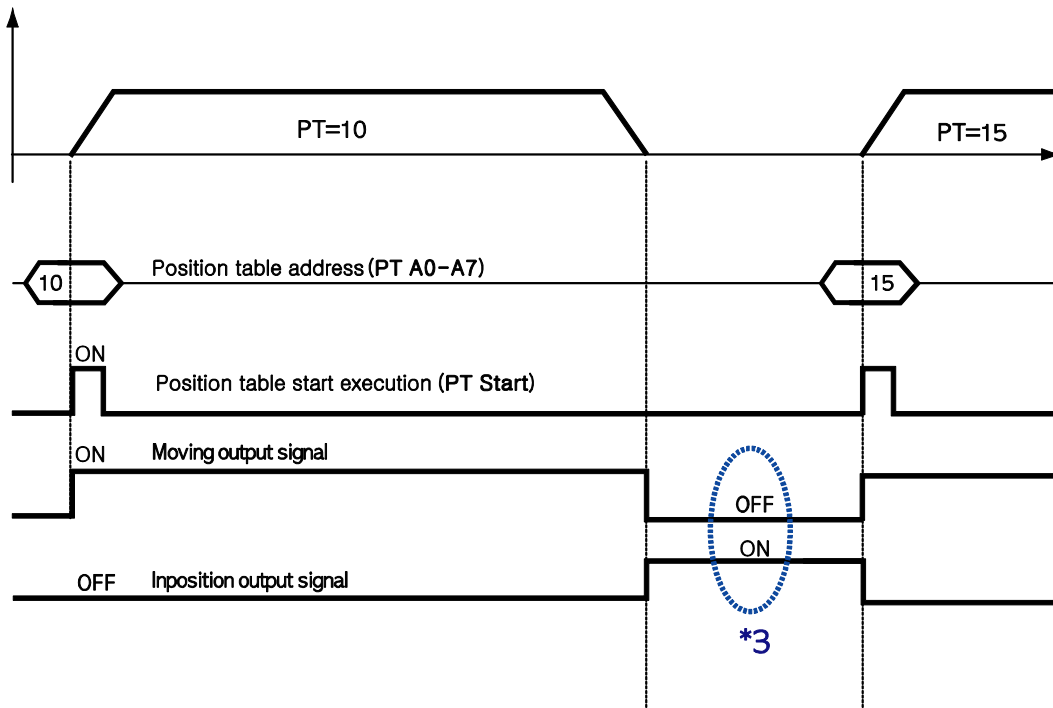 PT=10
PT=15
10
Position table address (PT A0-A7)
15
ON
Position table start execution (PT Start)
ON
Moving output signal
OFF
ON
OFF
Inposition output signal
*3